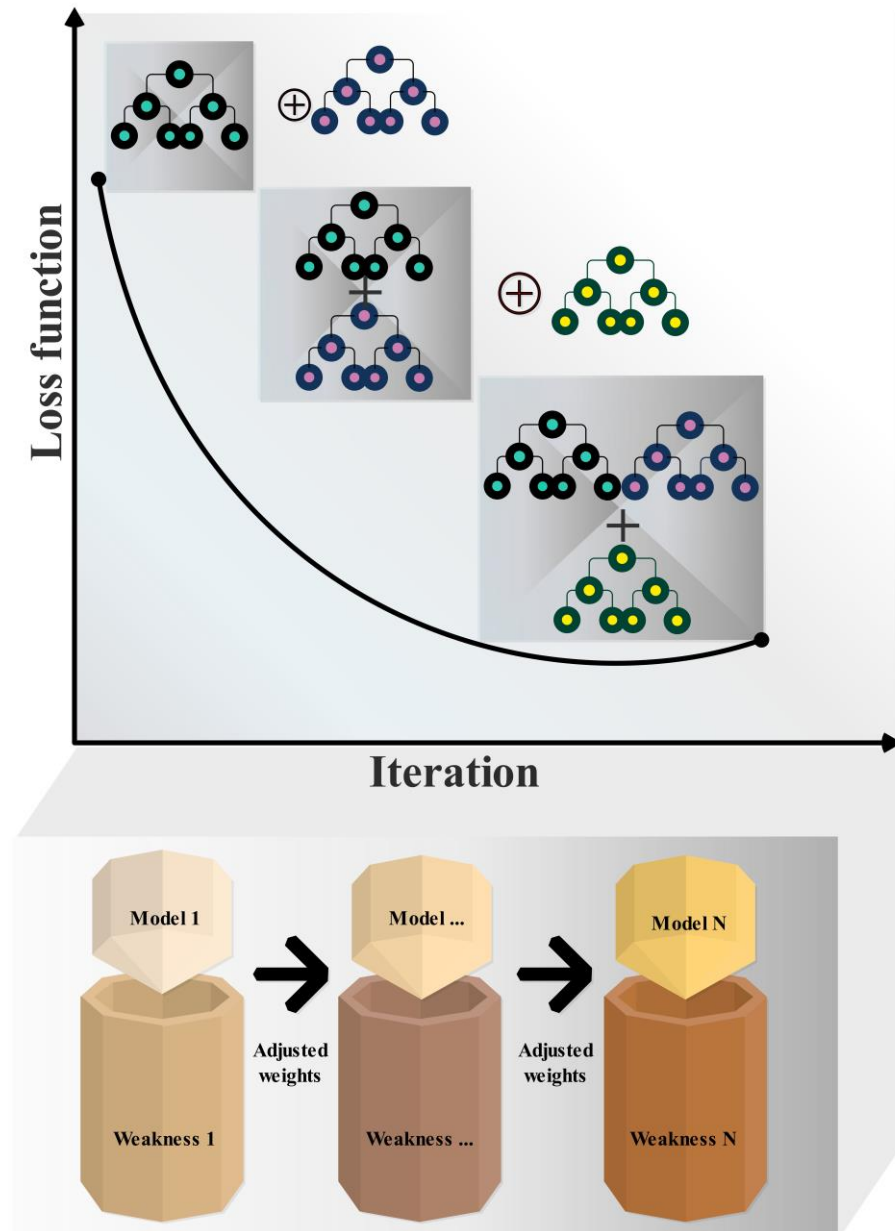 Loss function
Iteration
Model 1
Model ...
Model N
Adjusted
weights
Adjusted
weights
Weakness 1
Weakness ...
Weakness N